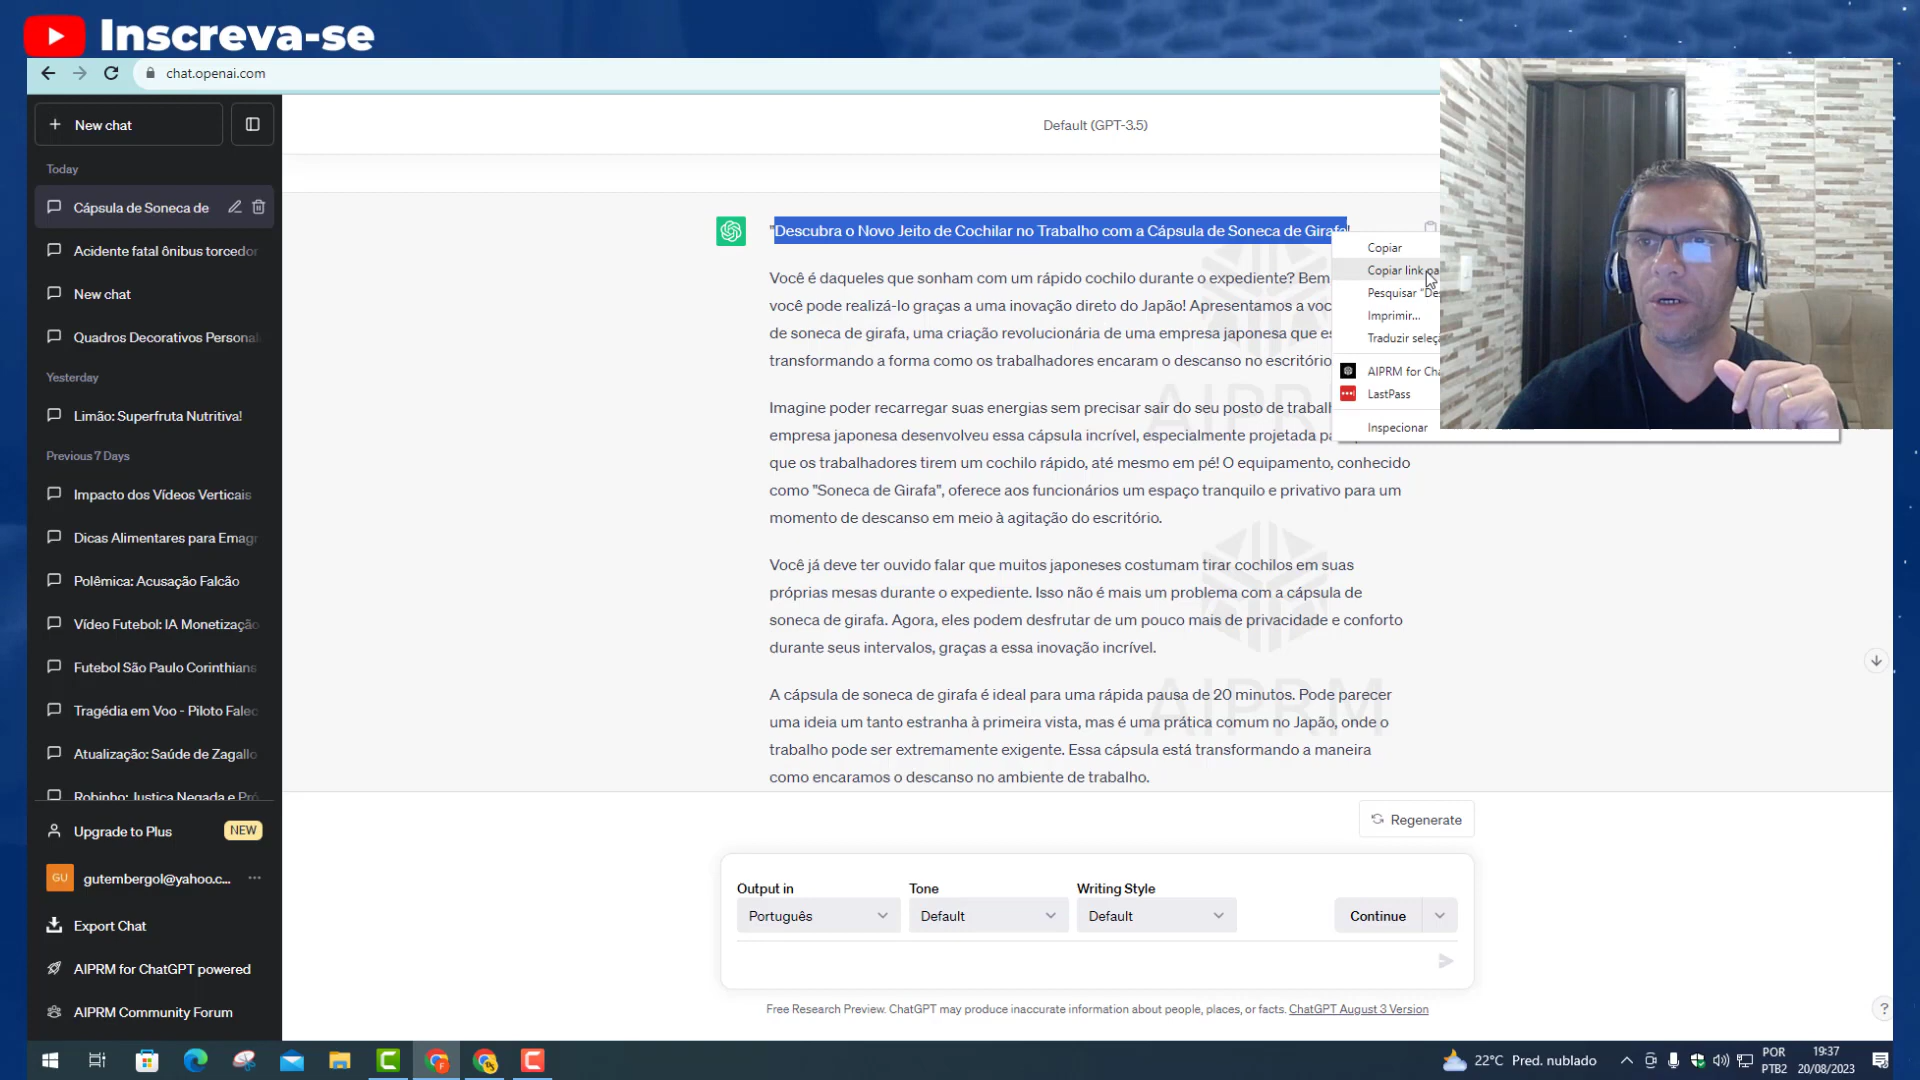 Inscreva-se
chat.openai.com
New chat
Default (GPT-3.5)
Today
Cápsula de Soneca de
Acidente fatal ônibus torcedor
New chat
Quadros Decorativos Persona
Yesterday
Limão: Superfruta Nutritiva!
Previous 7 Days
Impacto dos Vídeos Verticais
Dicas Alimentares para Emag
Polêmica: Acusação Falcão
Vídeo Futebol: IA Monetização
Futebol São Paulo Corinthians
Tragédia em Voo - Piloto Falec
Atualização: Saúde de Zagallo
Robinho: Justiça Negada e Pró
Upgrade to Plus
NEW
GU
gutembergol@yahoo.c...
Export Chat
AIPRM for ChatGPT powered
AIPRM Community Forum
"Descubra o Novo Jeito de Cochilar no Trabalho com a Cápsula de Soneca de Girafa
Você é daqueles que sonham com um rápido cochilo durante o expediente? Bem
você pode realizá-lo graças a uma inovação direto do Japão! Apresentamos a voc
de soneca de girafa, uma criação revolucionária de uma empresa japonesa que es
transformando a forma como os trabalhadores encaram o descanso no escritório
Imagine poder recarregar suas energias sem precisar sair do seu posto de trabal
empresa japonesa desenvolveu essa cápsula incrível, especialmente projetada pa
que os trabalhadores tirem um cochilo rápido, até mesmo em pé! O equipamento, conhecido
como "Soneca de Girafa", oferece aos funcionários um espaço tranquilo e privativo para um
momento de descanso em meio à agitação do escritório.
Você já deve ter ouvido falar que muitos japoneses costumam tirar cochilos em suas
próprias mesas durante o expediente. Isso não é mais um problema com a cápsula de
soneca de girafa. Agora, eles podem desfrutar de um pouco mais de privacidade e conforto
durante seus intervalos, graças a essa inovação incrível.
A cápsula de soneca de girafa é ideal para uma rápida pausa de 20 minutos. Pode parecer
uma ideia um tanto estranha à primeira vista, mas é uma prática comum no Japão, onde o
trabalho pode ser extremamente exigente. Essa cápsula está transformando a maneira
como encaramos o descanso no ambiente de trabalho.
AIPRM
AIPRM
Copiar
Copiar link pa
Pesquisar "De
Imprimir...
Traduzir seleç
AIPRM for Cha
LastPass
Inspecionar
Regenerate
Output in
Tone
Writing Style
Português
Default
Default
Continue
Free Research Preview. ChatGPT may produce inaccurate information about people, places, or facts. ChatGPT August 3 Version
?
22°C Pred. nublado
POR
PTB2
19:37
20/08/2023